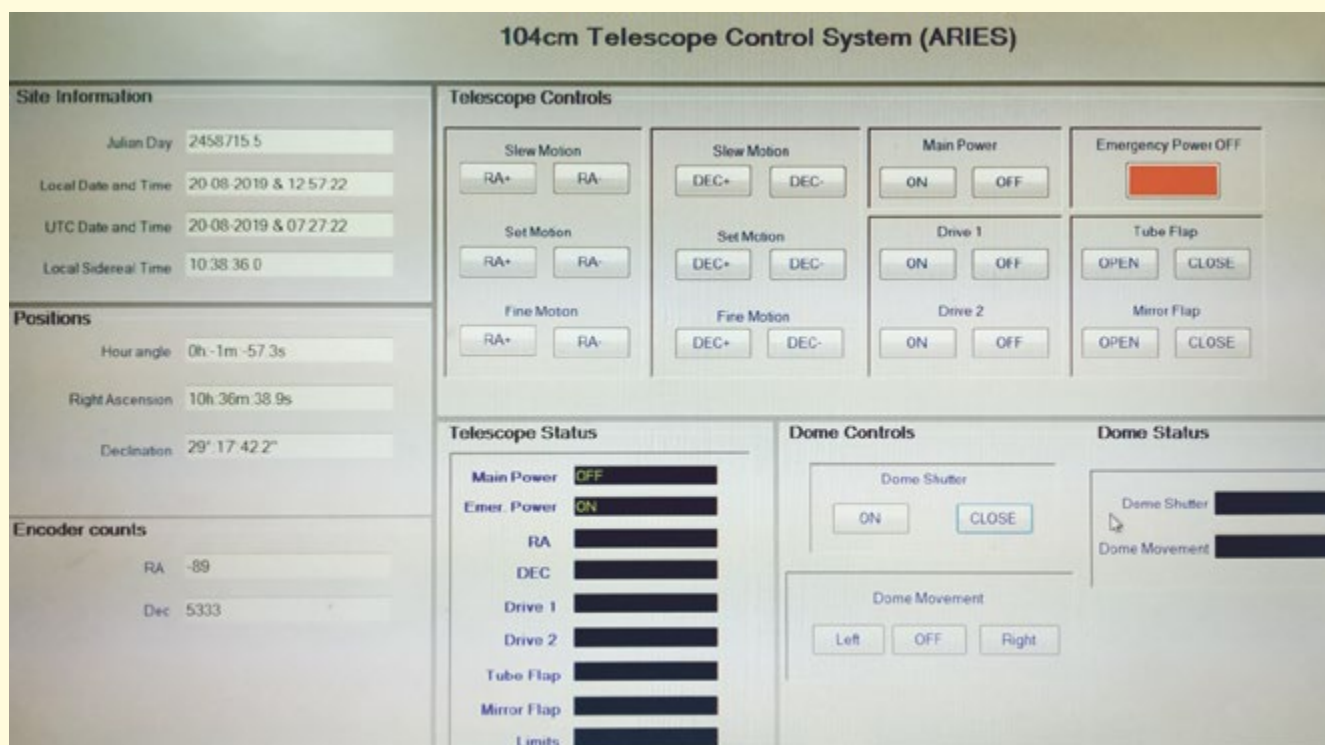 104cm Telescope Control System (ARIES)
Site Information
Julian Day 2458715.5
Local Date and Time 20-08-2019 & 12:57:22
UTC Date and Time 20-08-2019 & 07:27:22
Local Sidereal Time 10:38:36.0
Positions
Hour angle 0h:-1m:-57.3s
Right Ascension 10h:36m:38.9s
Declination 29°:17':42.2"
Encoder counts
RA -89
Dec 5333
Telescope Controls
Slew Motion
RA+ RA-
Set Motion
RA+ RA-
Fine Motion
RA+ RA-
Slew Motion
DEC+ DEC-
Set Motion
DEC+ DEC-
Fine Motion
DEC+ DEC-
Main Power
ON OFF
Drive 1
ON OFF
Drive 2
ON OFF
Emergency Power OFF
Tube Flap
OPEN CLOSE
Mirror Flap
OPEN CLOSE
Telescope Status
Main Power OFF
Emer. Power ON
RA
DEC
Drive 1
Drive 2
Tube Flap
Mirror Flap
Limits
Dome Controls
Dome Shutter
ON CLOSE
Dome Movement
Left OFF Right
Dome Status
Dome Shutter
Dome Movement